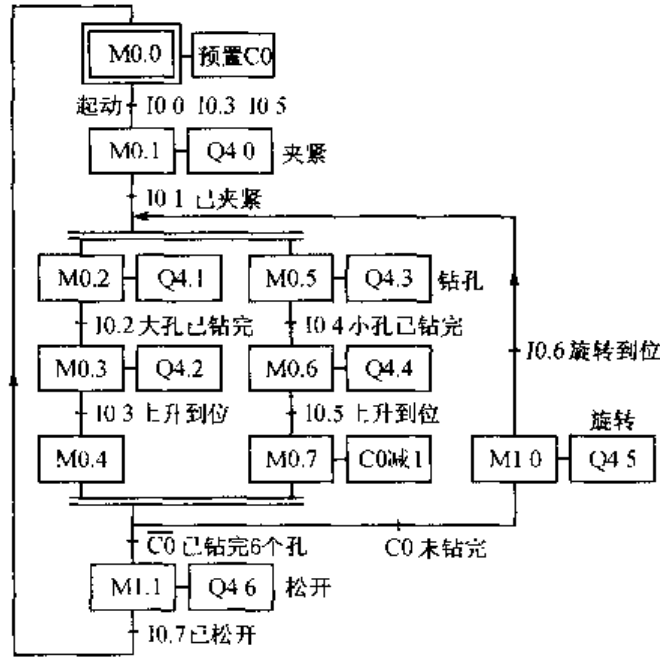 M0.0 预置C0
起动 I0 0 I0.3 I0 5
M0.1 Q4 0 夹紧
I0 1 已夹紧
M0.2 Q4.1 M0.5 Q4.3 钻孔
I0.2 大孔已钻完 I0 4 小孔已钻完
I0.6 旋转到位
M0.3 Q4.2 M0.6 Q4.4
I0 3 上升到位 I0.5 上升到位
旋转
M0.4 M0.7 C0减1 M1 0 Q4 5
C0 已钻完6个孔 C0 未钻完
M1.1 Q4 6 松开
I0.7 已松开